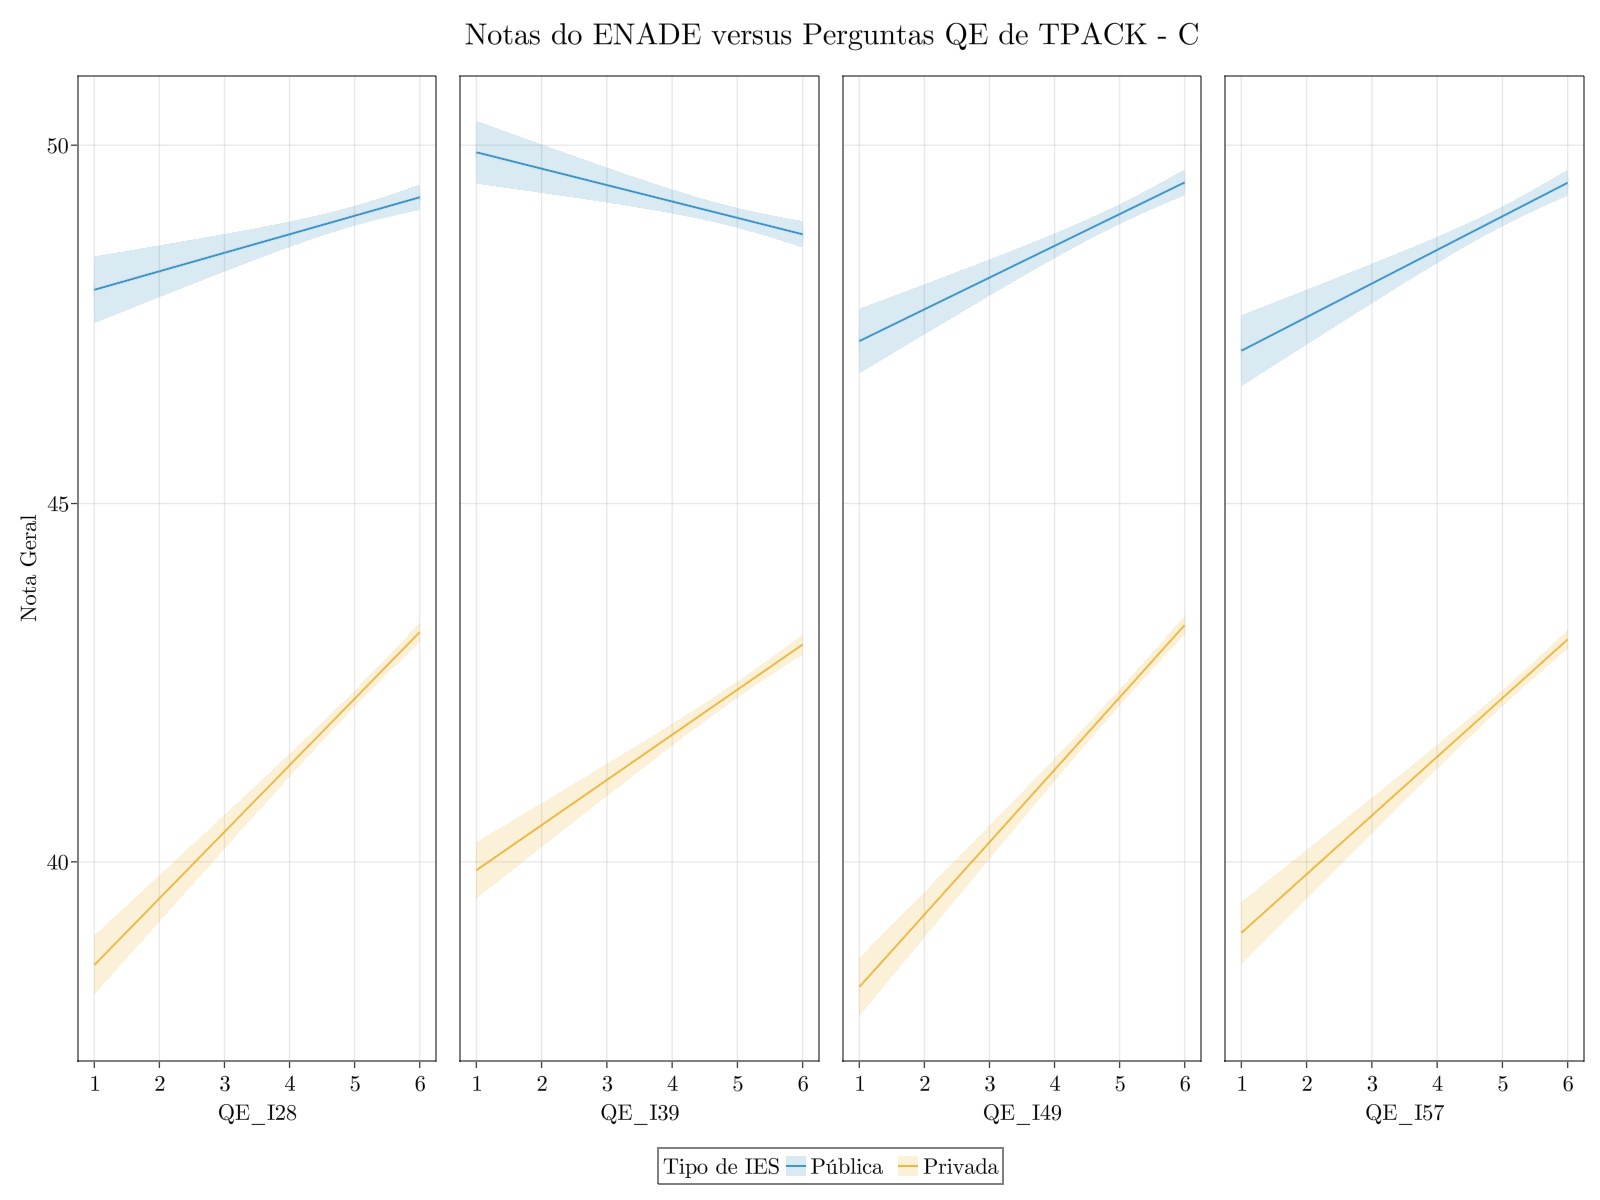 Notas do ENADE versus Perguntas QE de TPACK - C
Nota Geral
50
45
40
1 2 3 4 5 6
QE_I28
1 2 3 4 5 6
QE_I39
1 2 3 4 5 6
QE_I49
1 2 3 4 5 6
QE_I57
Tipo de IES Pública Privada